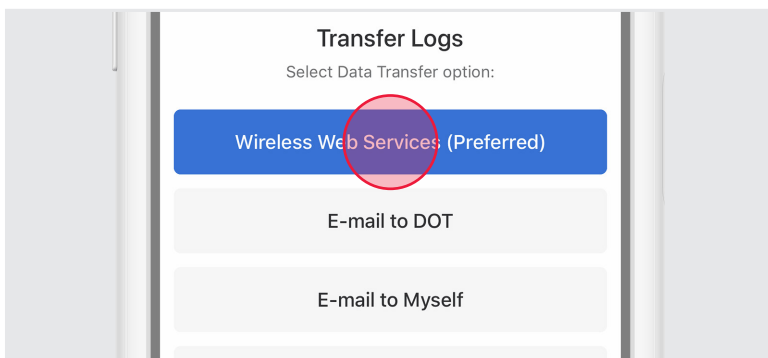 Transfer Logs
Select Data Transfer option:
Wireless Web Services (Preferred)
E-mail to DOT
E-mail to Myself